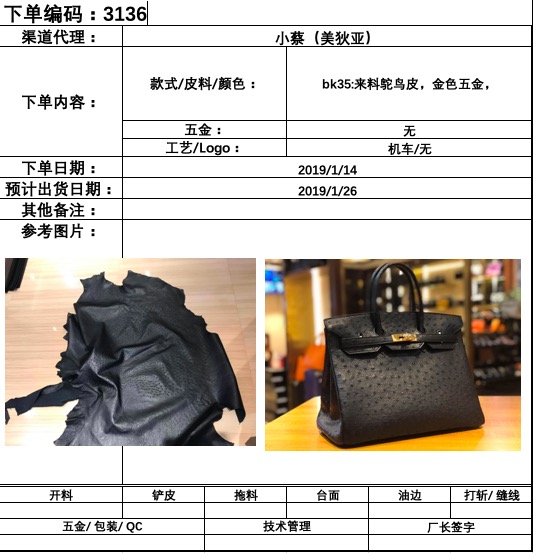 下单编码：3136
渠道代理：
小蔡（美狄亚）
下单内容：
款式/皮料/颜色：
bk35:来料鸵鸟皮，金色五金，
五金：
无
工艺/Logo：
机车/无
下单日期：
2019/1/14
预计出货日期：
2019/1/26
其他备注：
参考图片：
开料
铲皮
拖料
台面
油边
打斩/ 缝线
五金/ 包装/ QC
技术管理
厂长签字